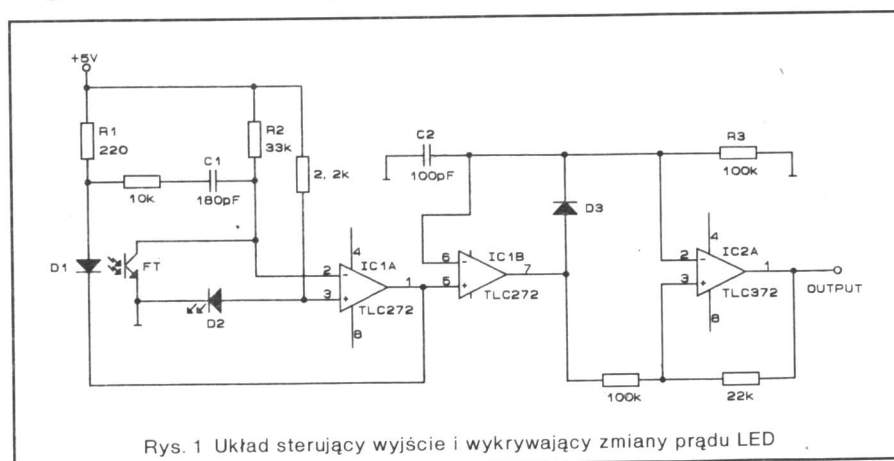 +5V
R1
220
R2
33k
C1
10k
180pF
2, 2k
C2
100pF
R3
100k
D3
D1
FT
D2
4
2
3
1
8
IC1A
TLC272
6
5
7
IC1B
TLC272
4
2
3
1
8
IC2A
TLC372
OUTPUT
100k
22k
Rys. 1 Układ sterujący wyjście i wykrywający zmiany prądu LED